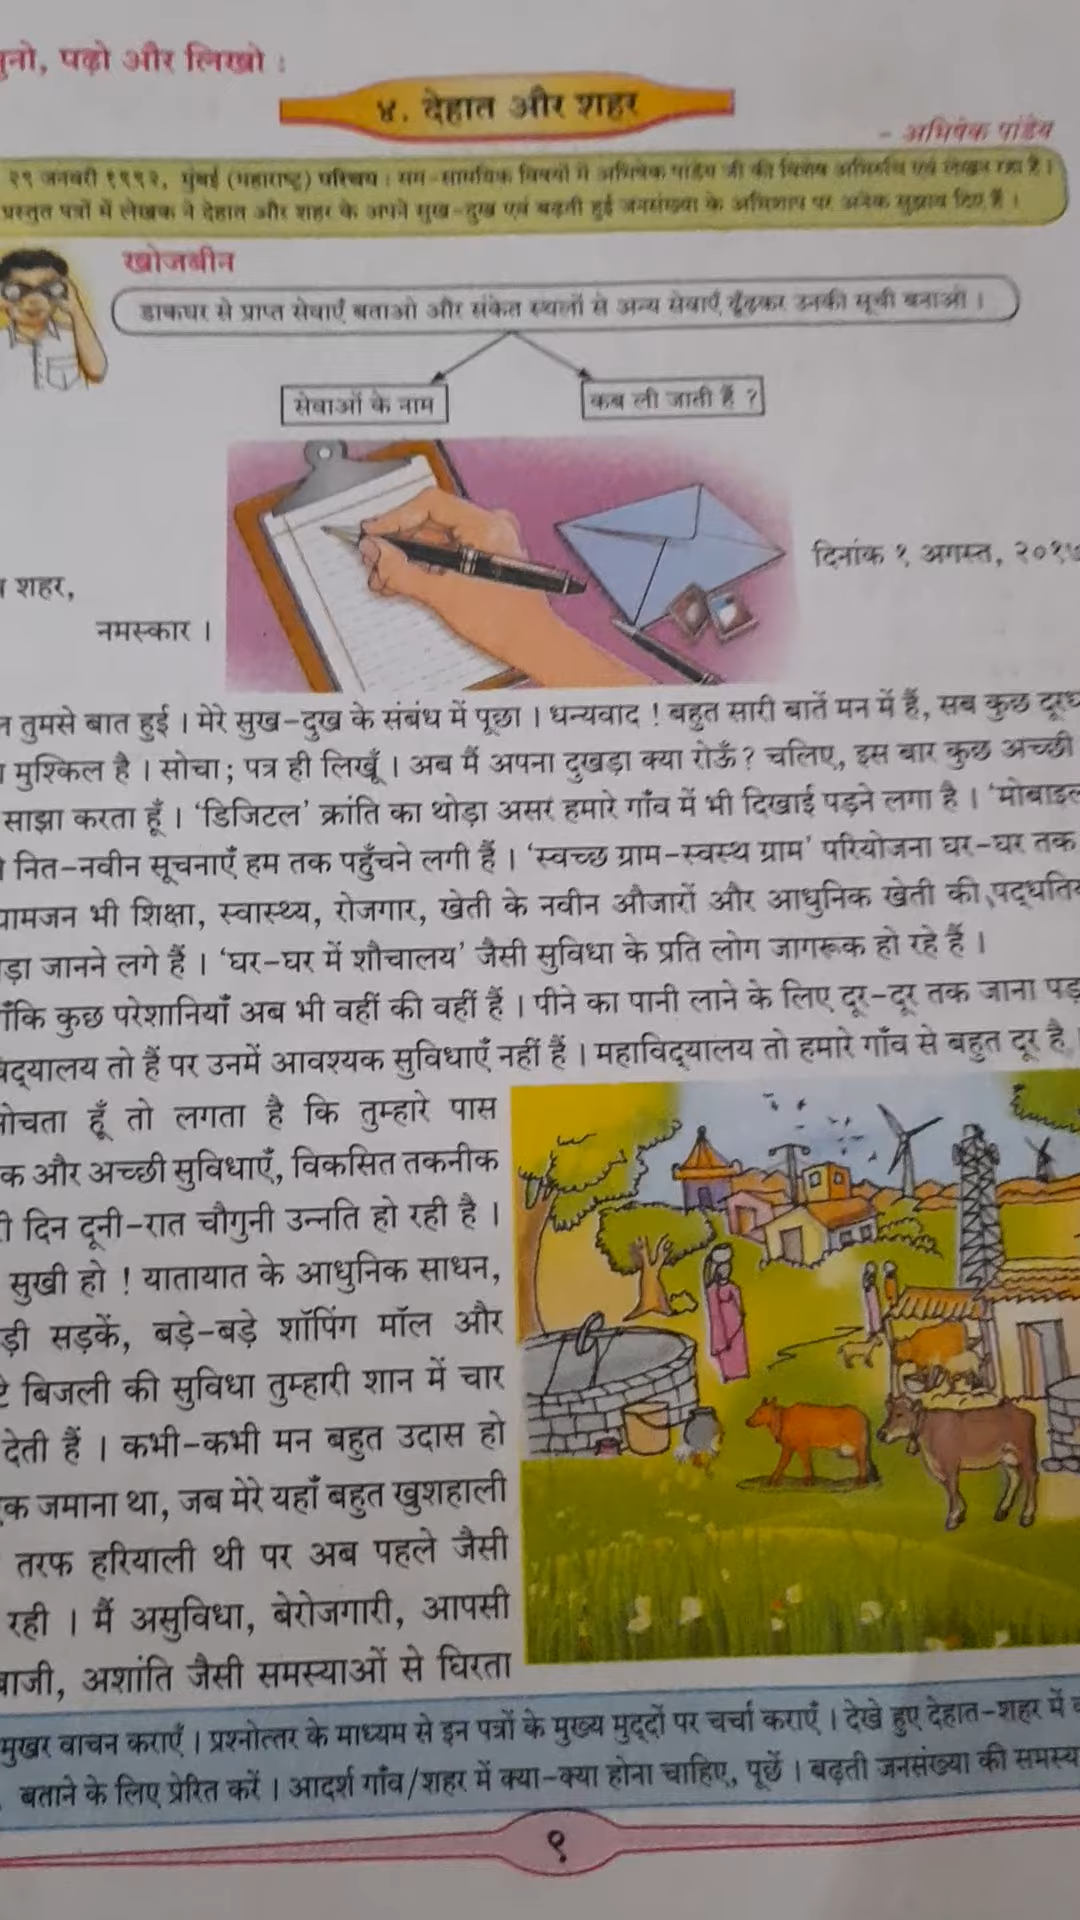 सुनो, पढ़ो और लिखो :
४. देहात और शहर
- अभिषेक पांडेय
२९ जनवरी १९९२, मुंबई (महाराष्ट्र) परिचय : सम-सामयिक विषयों में अभिषेक पांडेय जी की विशेष अभिरुचि एवं लेखन रहा है ।
प्रस्तुत पत्रों में लेखक ने देहात और शहर के अपने सुख-दुख एवं बढ़ती हुई जनसंख्या के अभिशाप पर अनेक सुझाव दिए हैं ।
खोजबीन
डाकघर से प्राप्त सेवाएँ बताओ और संकेत स्थलों से अन्य सेवाएँ ढूँढ़कर उनकी सूची बनाओ ।
सेवाओं के नाम
कब ली जाती हैं ?
दिनांक १ अगस्त, २०१७
शहर,
नमस्कार ।
तुमसे बात हुई । मेरे सुख-दुख के संबंध में पूछा । धन्यवाद ! बहुत सारी बातें मन में हैं, सब कुछ
मुश्किल है । सोचा; पत्र ही लिखूँ । अब मैं अपना दुखड़ा क्या रोऊँ? चलिए, इस बार कुछ अच्छी
साझा करता हूँ । ‘डिजिटल’ क्रांति का थोड़ा असर हमारे गाँव में भी दिखाई पड़ने लगा है । ‘मोबाइल
नित-नवीन सूचनाएँ हम तक पहुँचने लगी हैं । ‘स्वच्छ ग्राम-स्वस्थ ग्राम’ परियोजना घर-घर तक
ग्रामजन भी शिक्षा, स्वास्थ्य, रोजगार, खेती के नवीन औजारों और आधुनिक खेती की
जानने लगे हैं । ‘घर-घर में शौचालय’ जैसी सुविधा के प्रति लोग जागरूक हो रहे हैं ।
कुछ परेशानियाँ अब भी वहीं की वहीं हैं । पीने का पानी लाने के लिए दूर-दूर तक जाना
विद्यालय तो हैं पर उनमें आवश्यक सुविधाएँ नहीं हैं । महाविद्यालय तो हमारे गाँव से बहुत दूर है ।
सोचता हूँ तो लगता है कि तुम्हारे पास
और अच्छी सुविधाएँ, विकसित तकनीक
दिन दूनी-रात चौगुनी उन्नति हो रही है ।
सुखी हो ! यातायात के आधुनिक साधन,
सड़कें, बड़े-बड़े शॉपिंग मॉल और
बिजली की सुविधा तुम्हारी शान में चार
देती हैं । कभी-कभी मन बहुत उदास हो
जमाना था, जब मेरे यहाँ बहुत खुशहाली
तरफ हरियाली थी पर अब पहले जैसी
रही । मैं असुविधा, बेरोजगारी, आपसी
अशांति जैसी समस्याओं से घिरता
मुखर वाचन कराएँ । प्रश्नोत्तर के माध्यम से इन पत्रों के मुख्य मुद्दों पर चर्चा कराएँ । देखे हुए देहात-शहर में
बताने के लिए प्रेरित करें । आदर्श गाँव/शहर में क्या-क्या होना चाहिए, पूछें । बढ़ती जनसंख्या की
९